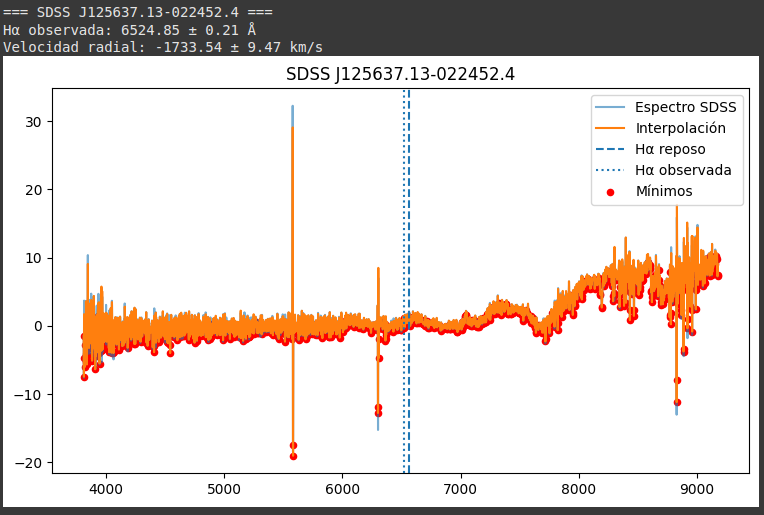 === SDSS J125637.13-022452.4 ===
Hα observada: 6524.85 ± 0.21 Å
Velocidad radial: -1733.54 ± 9.47 km/s
SDSS J125637.13-022452.4
Espectro SDSS
Interpolación
Hα reposo
Hα observada
Mínimos
30
20
10
0
−10
−20
4000 5000 6000 7000 8000 9000